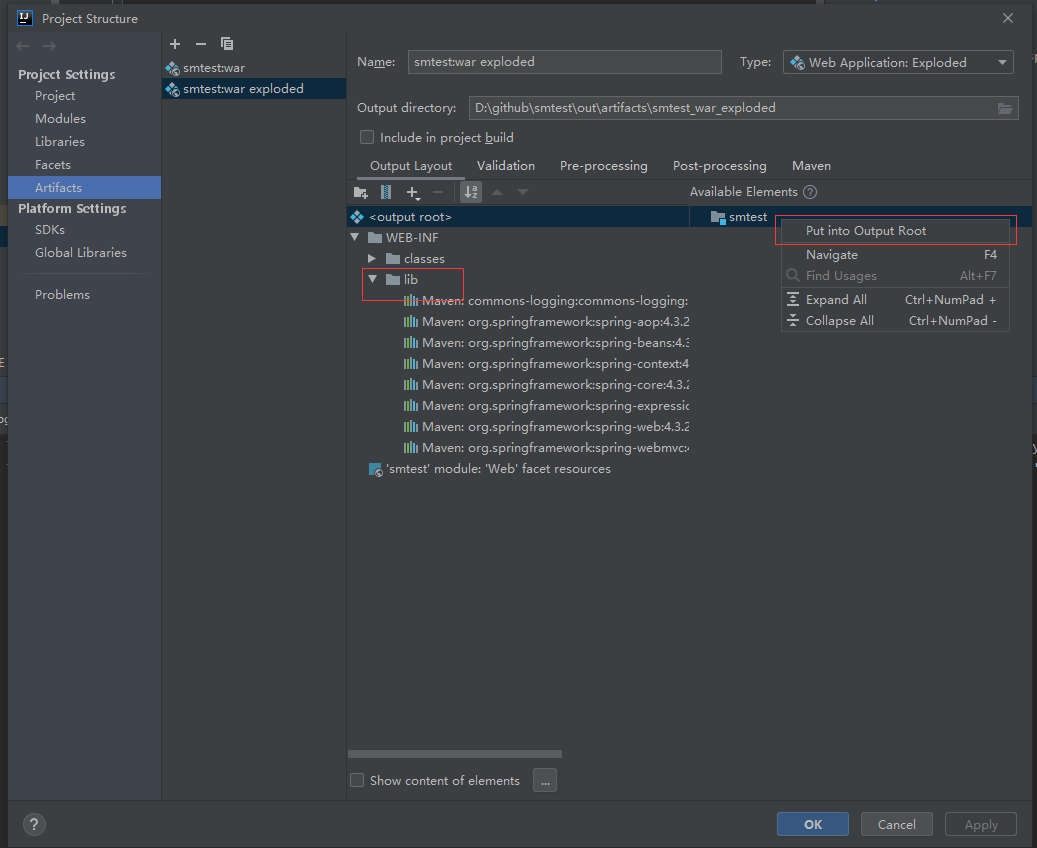 Project Structure
Project Settings
Project
Modules
Libraries
Facets
Artifacts
Platform Settings
SDKs
Global Libraries
Problems
smtest:war
smtest:war exploded
Name: smtest:war exploded Type: Web Application: Exploded
Output directory: D:\github\smtest\out\artifacts\smtest_war_exploded
Include in project build
Output Layout Validation Pre-processing Post-processing Maven
Available Elements ?
<output root>
WEB-INF
classes
lib
Maven: commons-logging:commons-logging:
Maven: org.springframework:spring-aop:4.3.2
Maven: org.springframework:spring-beans:4.3
Maven: org.springframework:spring-context:4
Maven: org.springframework:spring-core:4.3.2
Maven: org.springframework:spring-expressio
Maven: org.springframework:spring-web:4.3.2
Maven: org.springframework:spring-webmvc:4
'smtest' module: 'Web' facet resources
smtest
Put into Output Root
Navigate F4
Find Usages Alt+F7
Expand All Ctrl+NumPad +
Collapse All Ctrl+NumPad -
Show content of elements ...
? OK Cancel Apply